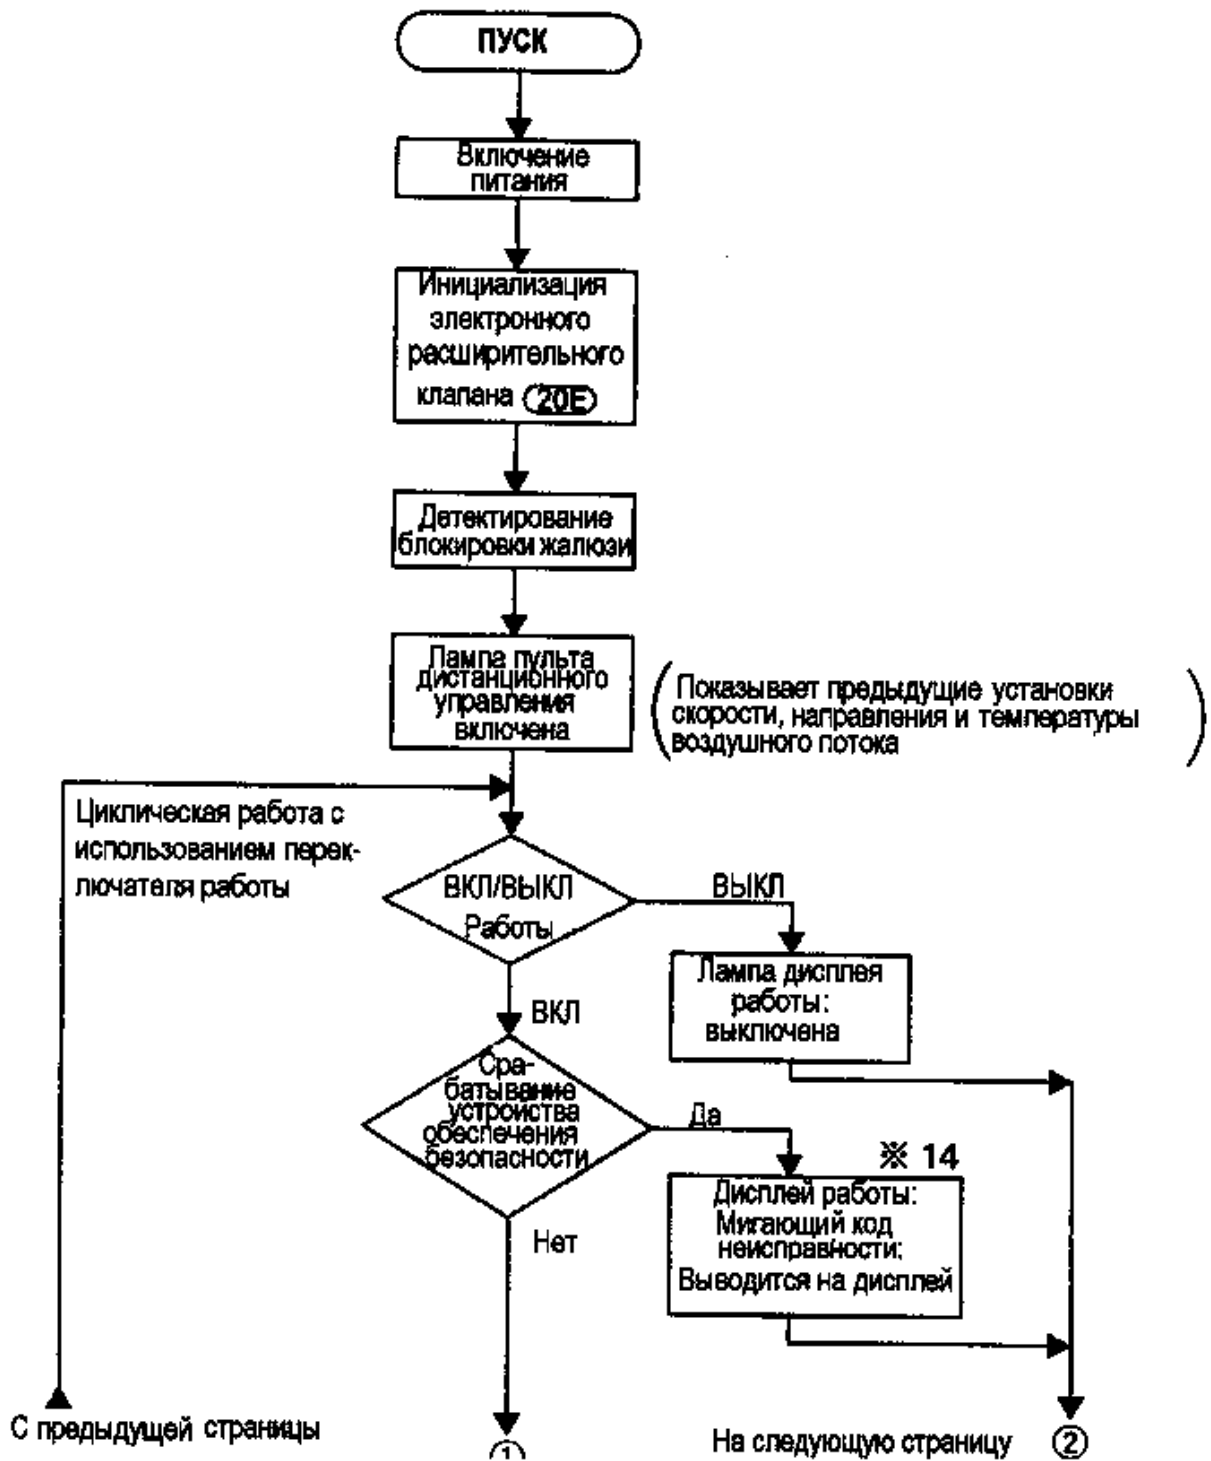 ПУСК
Включение
питания
Инициализация
электронного
расширительного
клапана 20E
Детектирование
блокировки жалюзи
Лампа пульта
дистанционного
управления
включена
Показывает предыдущие установки
скорости, направления и температуры
воздушного потока
Циклическая работа с
использованием перек-
лючателя работы
ВКЛ/ВЫКЛ
Работы
ВЫКЛ
Лампа дисплея
работы:
выключена
ВКЛ
Сра-
батывание
устройства
обеспечения
безопасности
Да
※ 14
Дисплей работы:
Мигающий код
неисправности:
Выводится на дисплей
Нет
С предыдущей страницы
1
На следующую страницу
2